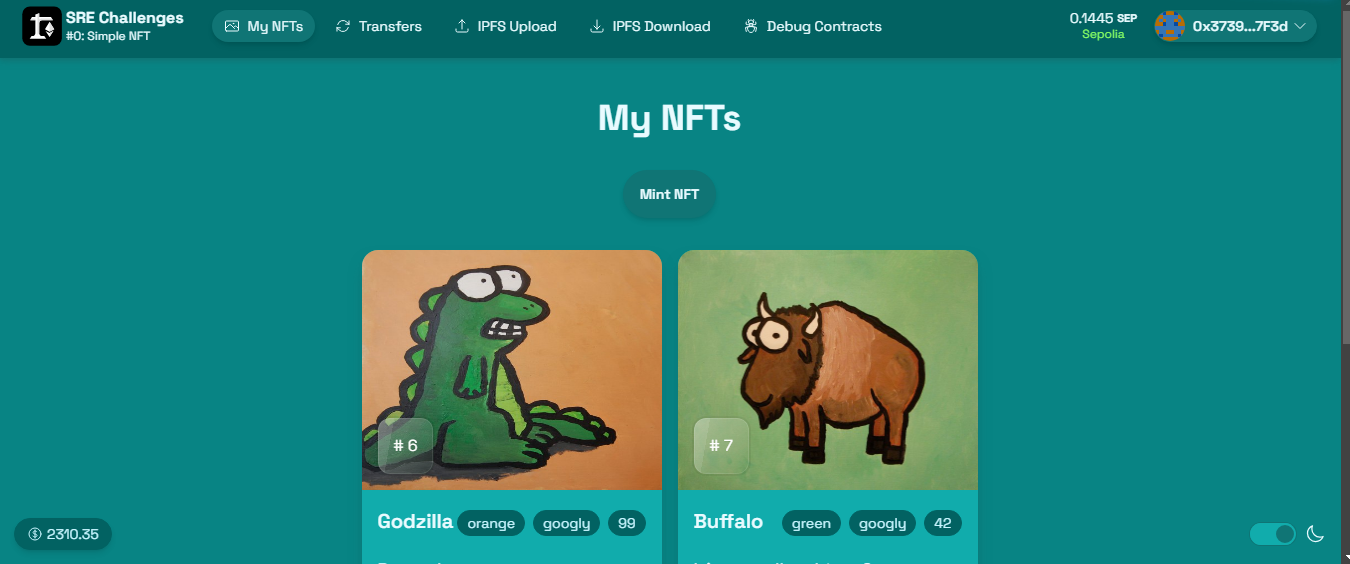 SRE Challenges
#0: Simple NFT
My NFTs
Transfers
IPFS Upload
IPFS Download
Debug Contracts
0.1445 SEP
Sepolia
0x3739...7F3d
My NFTs
Mint NFT
# 6
# 7
Godzilla orange googly 99
Buffalo green googly 42
2310.35